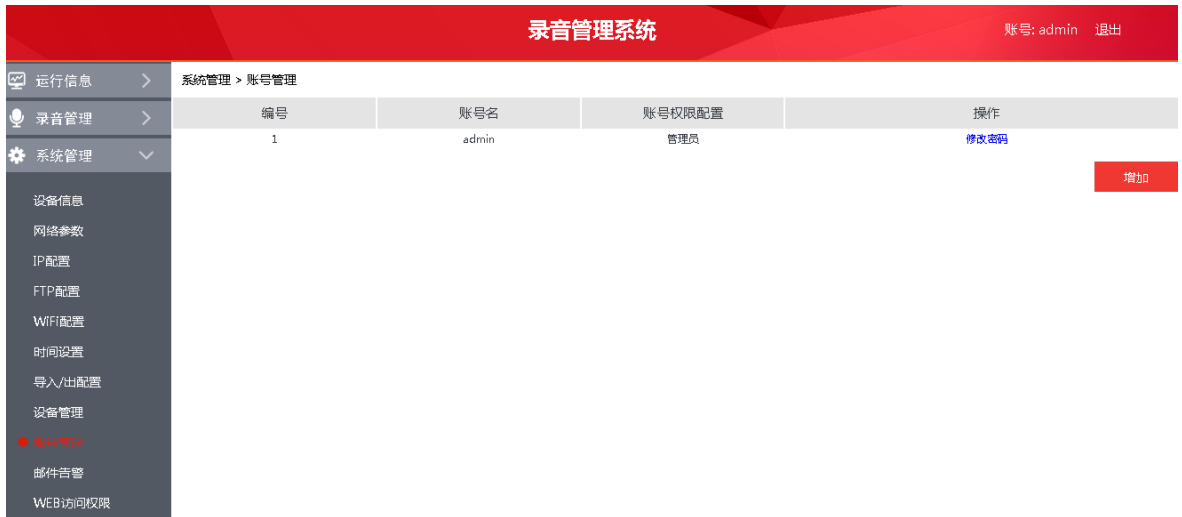 录音管理系统
账号: admin 退出
运行信息
系统管理 > 账号管理
录音管理
编号 账号名 账号权限配置 操作
1 admin 管理员 修改密码
系统管理
增加
设备信息
网络参数
IP配置
FTP配置
WiFi配置
时间设置
导入/出配置
设备管理
账号管理
邮件告警
WEB访问权限